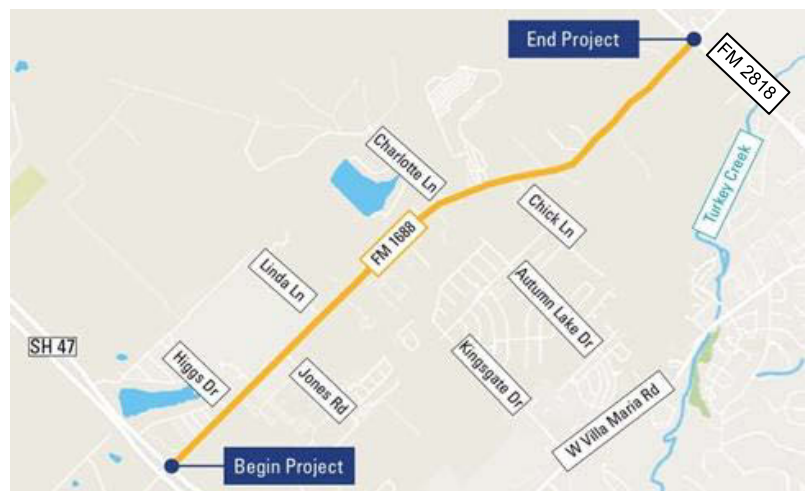 End Project
FM 2818
Charlotte Ln
Turkey Creek
Chick Ln
FM 1688
Linda Ln
Autumn Lake Dr
SH 47
Higgs Dr
Jones Rd
Kingsgate Dr
W Villa Maria Rd
Begin Project